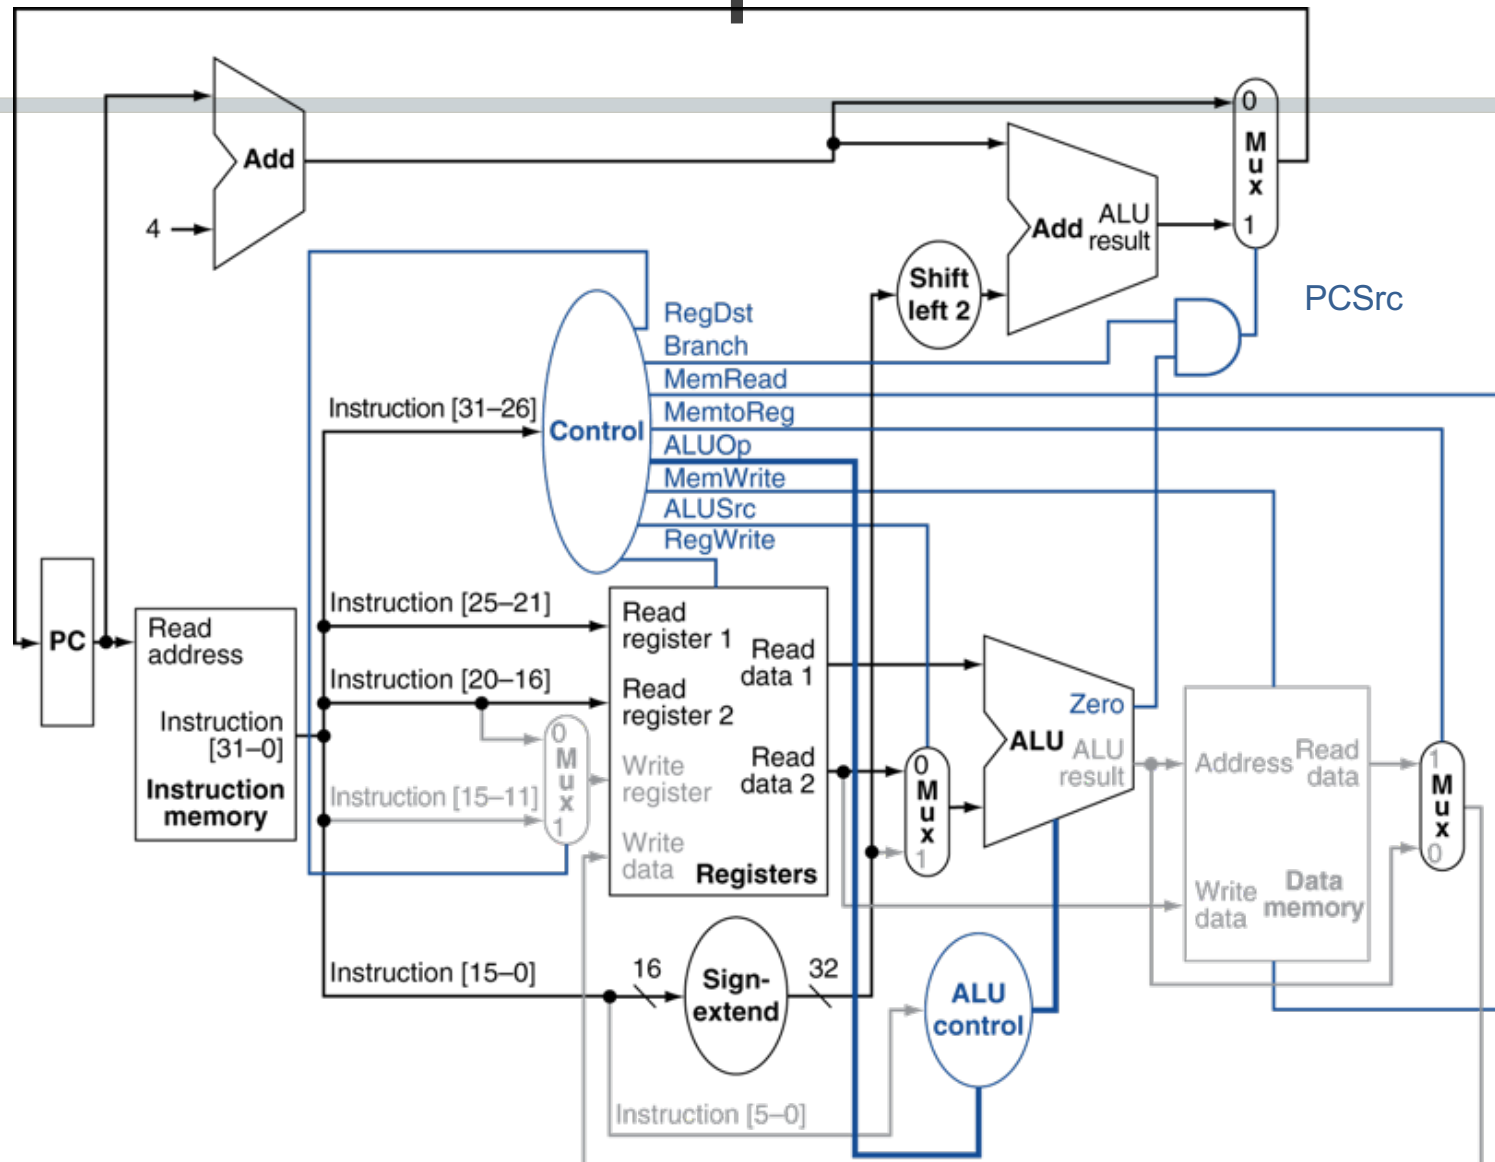 0
M
u
x
1
Add
4
Add
ALU
result
Shift
left 2
PCSrc
RegDst
Branch
MemRead
MemtoReg
ALUOp
MemWrite
ALUSrc
RegWrite
Control
Instruction [31–26]
Instruction [25–21]
Instruction [20–16]
Instruction [15–11]
Instruction [15–0]
Instruction [5–0]
PC
Read
address
Instruction
[31–0]
Instruction
memory
0
M
u
x
1
Read
register 1
Read
register 2
Write
register
Write
data
Read
data 1
Read
data 2
Registers
0
M
u
x
1
Zero
ALU
ALU
result
Address
Read
data
Write
data
Data
memory
1
M
u
x
0
16
Sign-
extend
32
ALU
control